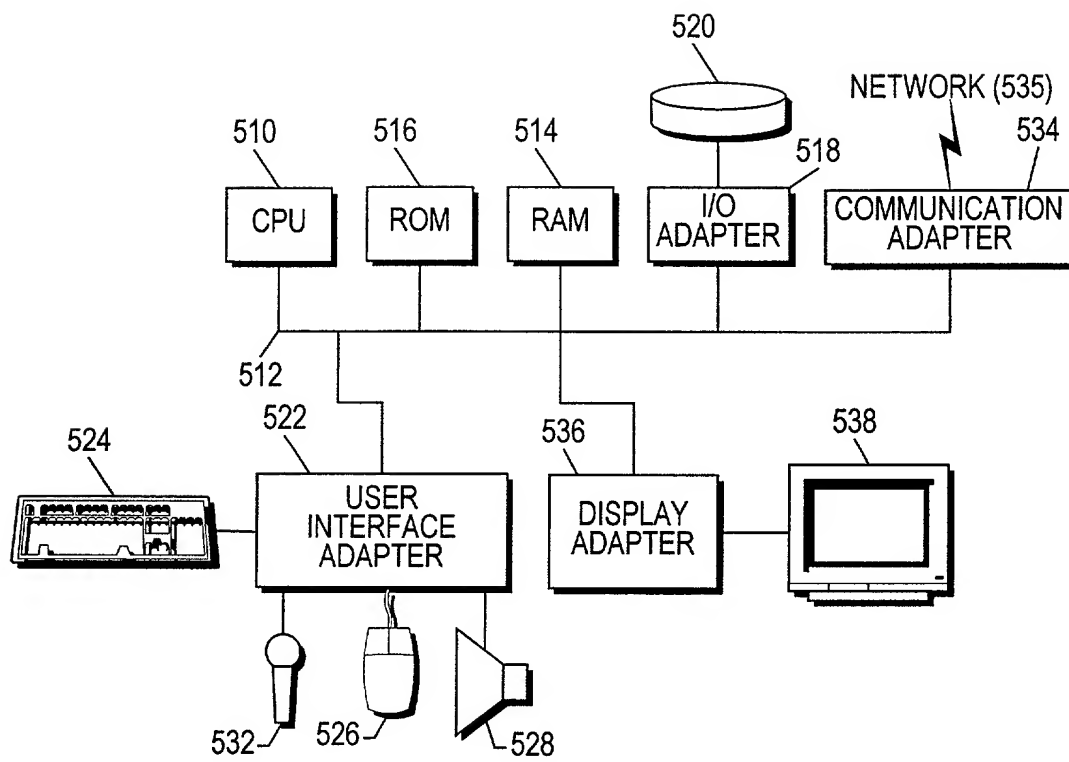 520
NETWORK (535)
510
516
514
518
534
CPU
ROM
RAM
I/O
ADAPTER
COMMUNICATION
ADAPTER
512
524
522
536
538
USER
INTERFACE
ADAPTER
DISPLAY
ADAPTER
532
526
528